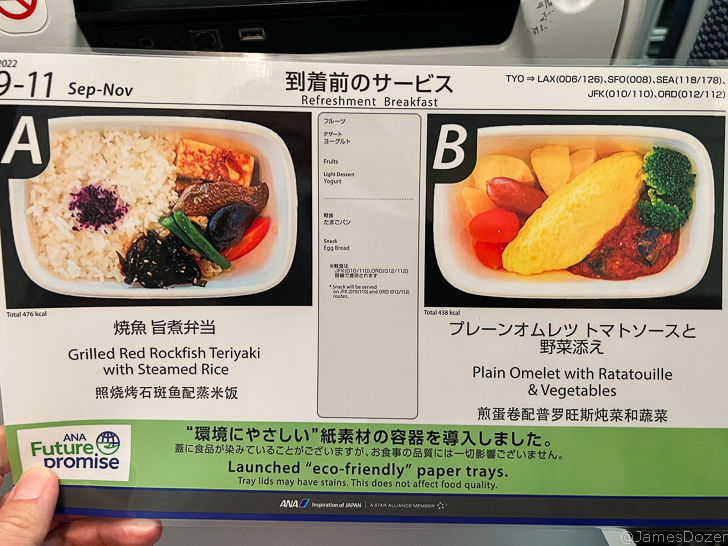 2022
9-11 Sep-Nov
到着前のサービス
Refreshment Breakfast
TYO ⇒ LAX(006/126)、SFO(008)、SEA(118/178)、
JFK(010/110)、ORD(012/112)
A
Total 476 kcal
焼魚 旨煮弁当
Grilled Red Rockfish Teriyaki
with Steamed Rice
照烧烤石斑鱼配蒸米饭
フルーツ
デザート
ヨーグルト
Fruits
Light Dessert
Yogurt
軽食
たまごパン
Snack
Egg Bread
※軽食は
JFK(010/110)、ORD(012/112)
路線で提供されます
* Snack will be served
on JFK (010/110) and ORD (012/112)
routes.
B
Total 438 kcal
プレーンオムレツ トマトソースと
野菜添え
Plain Omelet with Ratatouille
& Vegetables
煎蛋卷配普罗旺斯炖菜和蔬菜
ANA
Future
promise
“環境にやさしい”紙素材の容器を導入しました。
蓋に食品が染みていることがございますが、お食事の品質には一切影響ございません。
Launched “eco-friendly” paper trays.
Tray lids may have stains. This does not affect food quality.
ANA Inspiration of JAPAN A STAR ALLIANCE MEMBER
@JamesDozer